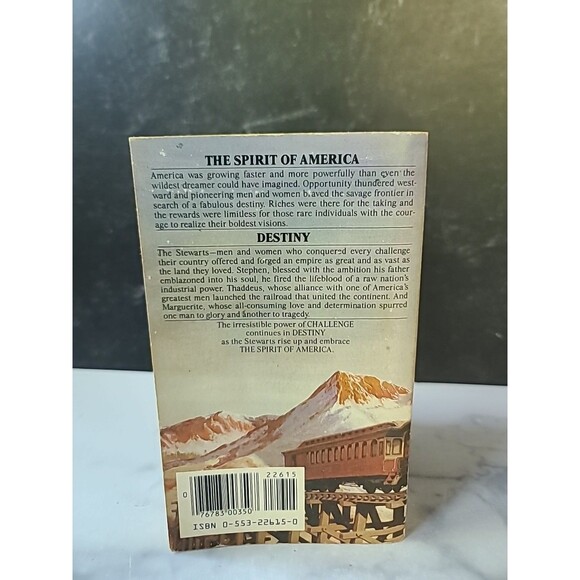 THE SPIRIT OF AMERICA
America was growing faster and more powerfully than even the
wildest dreamer could have imagined. Opportunity thundered west-
ward and pioneering men and women braved the savage frontier in
search of a fabulous destiny. Riches were there for the taking and
the rewards were limitless for those rare individuals with the cour-
age to realize their boldest visions.
DESTINY
The Stewarts—men and women who conquered every challenge
their country offered and forged an empire as great and as vast as
the land they loved. Stephen, blessed with the ambition his father
emblazoned into his soul, he fired the lifeblood of a raw nation's
industrial power. Thaddeus, whose alliance with one of America's
greatest men launched the railroad that united the continent. And
Marguerite, whose all-consuming love and determination spurred
one man to glory and another to tragedy.
The irresistible power of CHALLENGE
continues in DESTINY
as the Stewarts rise up and embrace
THE SPIRIT OF AMERICA.
22615
0
76783 00350
ISBN 0-553-22615-0